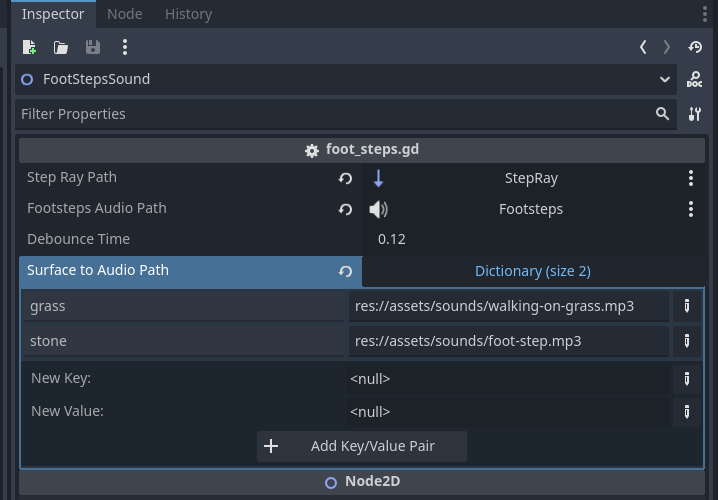 Inspector Node History
FootStepsSound
DOC
Filter Properties
foot_steps.gd
Step Ray Path StepRay
Footsteps Audio Path Footsteps
Debounce Time 0.12
Surface to Audio Path Dictionary (size 2)
grass res://assets/sounds/walking-on-grass.mp3
stone res://assets/sounds/foot-step.mp3
New Key: <null>
New Value: <null>
Add Key/Value Pair
Node2D